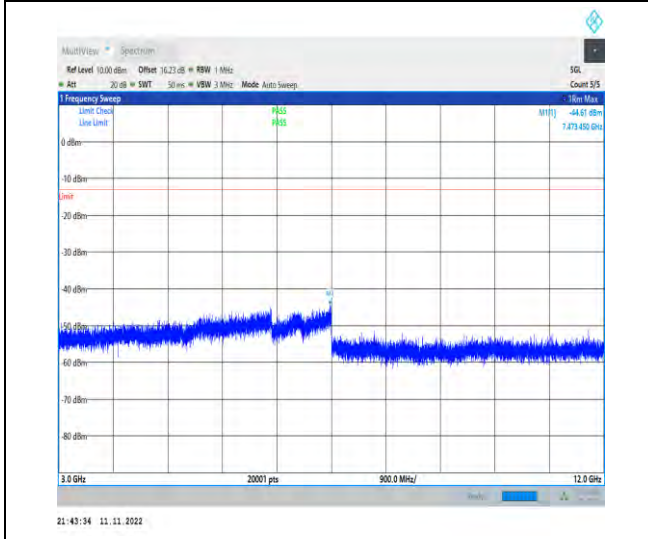 MultiView Spectrum
Ref Level 10.00 dBm Offset 16.23 dB RBW 1 MHz SGL
Att 20 dB SWT 50 ms VBW 3 MHz Mode Auto Sweep Count 5/5
1 Frequency Sweep 1Rm Max
Limit Check PASS M1[1] -44.61 dBm
Line Limit PASS 7.473 450 GHz
0 dBm
-10 dBm
Limit
-20 dBm
-30 dBm
-40 dBm
M1
-50 dBm
-60 dBm
-70 dBm
-80 dBm
3.0 GHz 20001 pts 900.0 MHz/ 12.0 GHz
21:43:34 11.11.2022